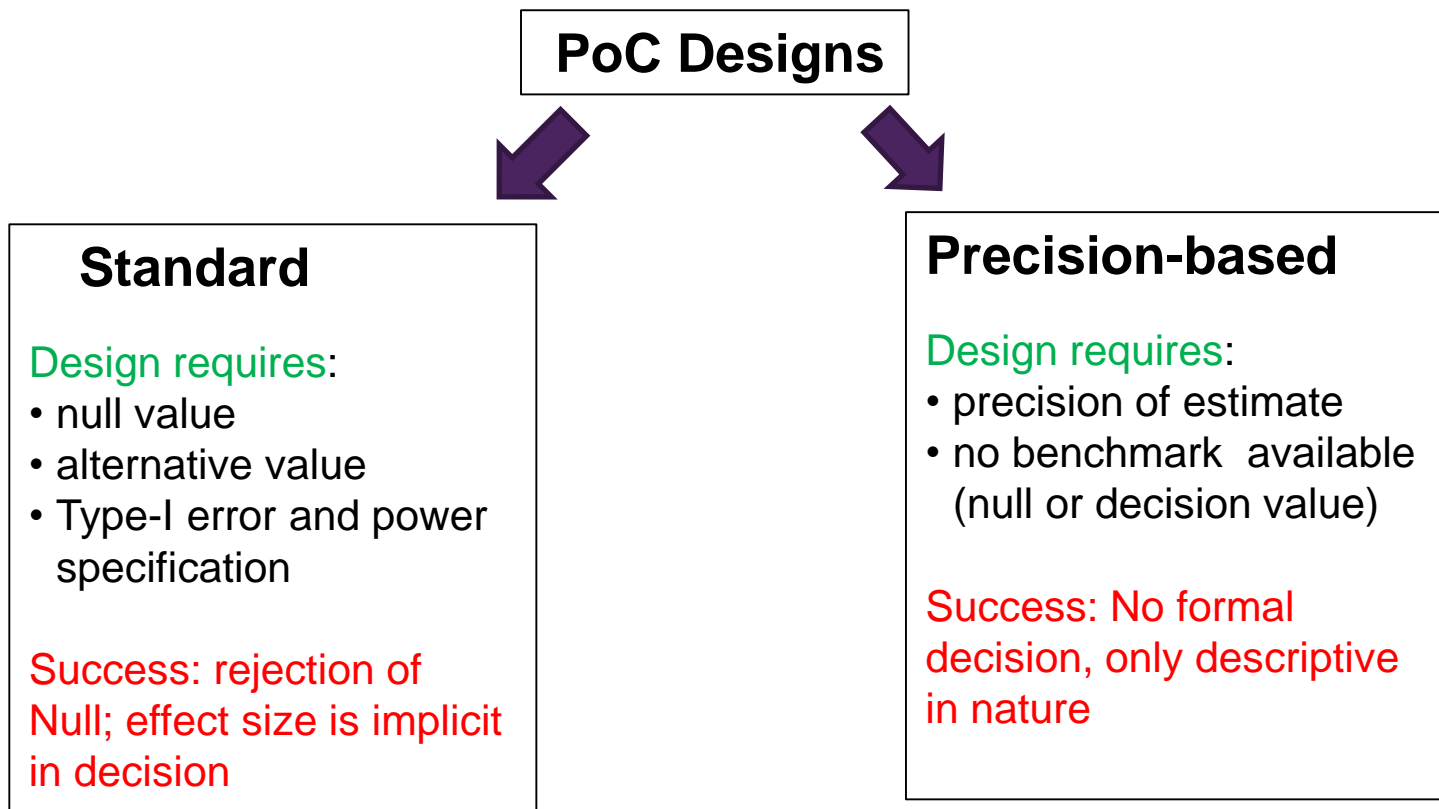 PoC Designs
Standard
Design requires:
• null value
• alternative value
• Type-I error and power
specification
Success: rejection of
Null; effect size is implicit
in decision
Precision-based
Design requires:
• precision of estimate
• no benchmark available
(null or decision value)
Success: No formal
decision, only descriptive
in nature